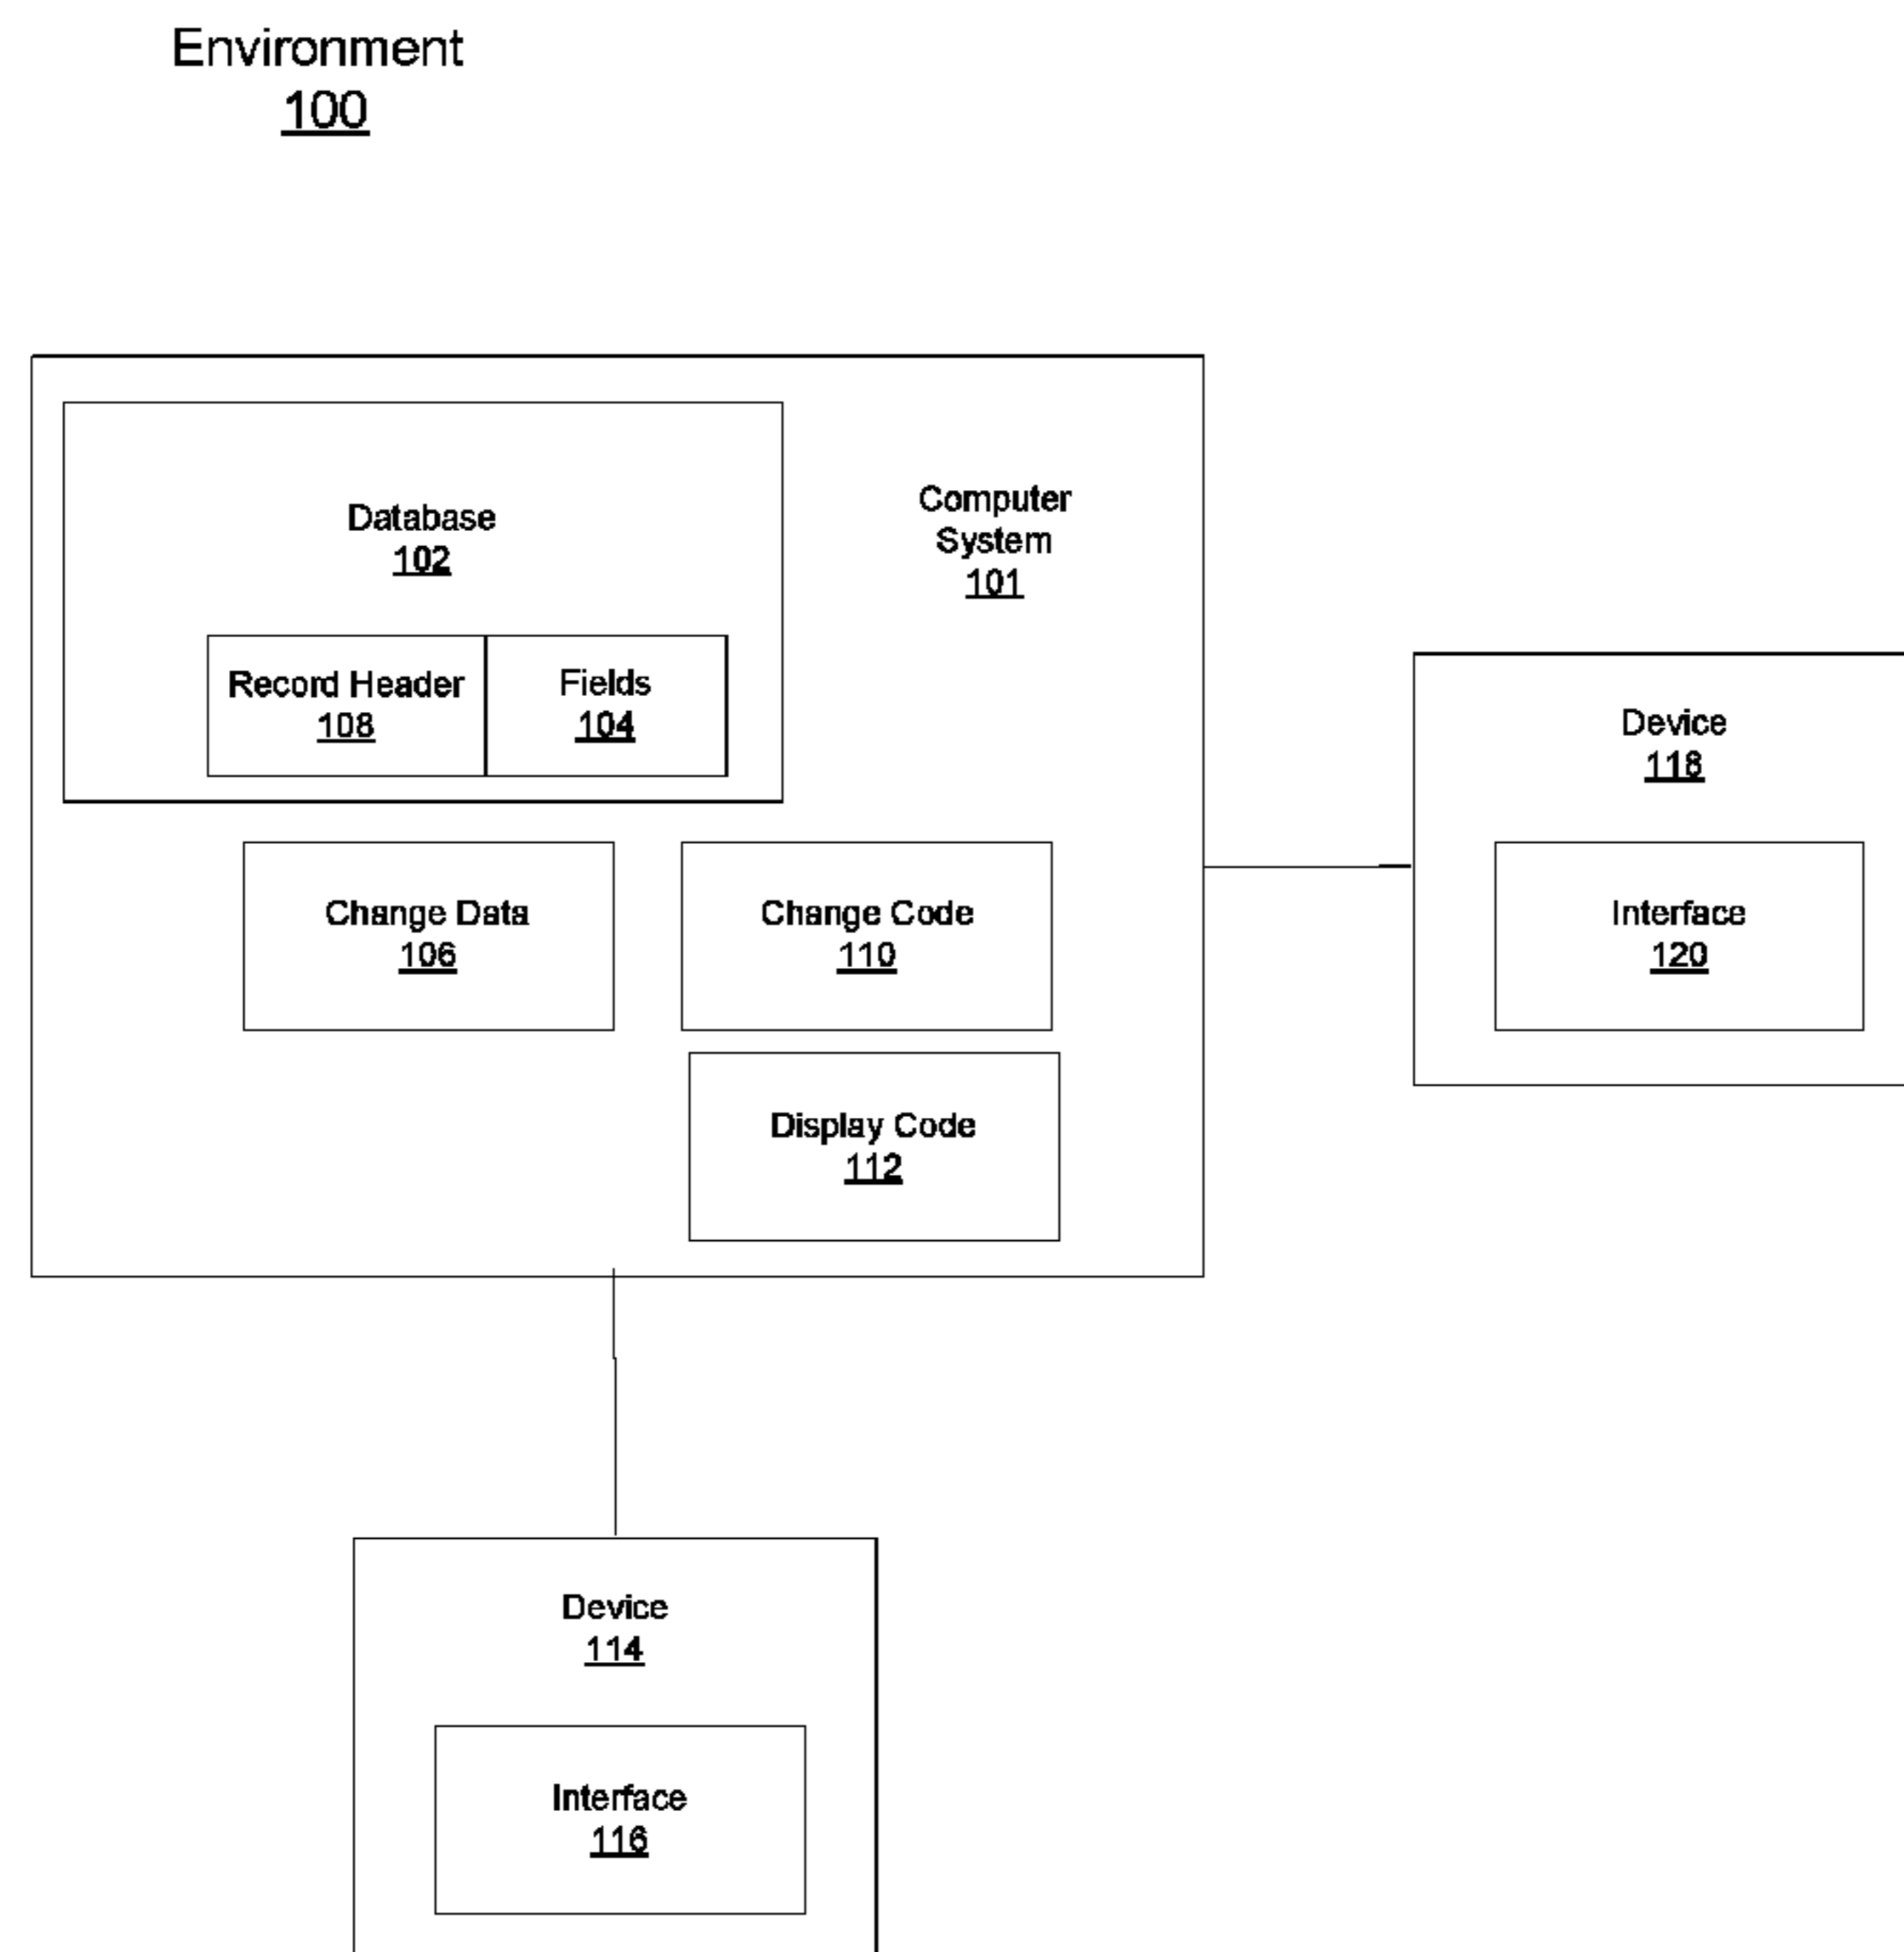 Environment
100
Database
102
Computer
System
101
Record Header
108
Fields
104
Device
118
Change Data
106
Change Code
110
Interface
120
Display Code
112
Device
114
Interface
116